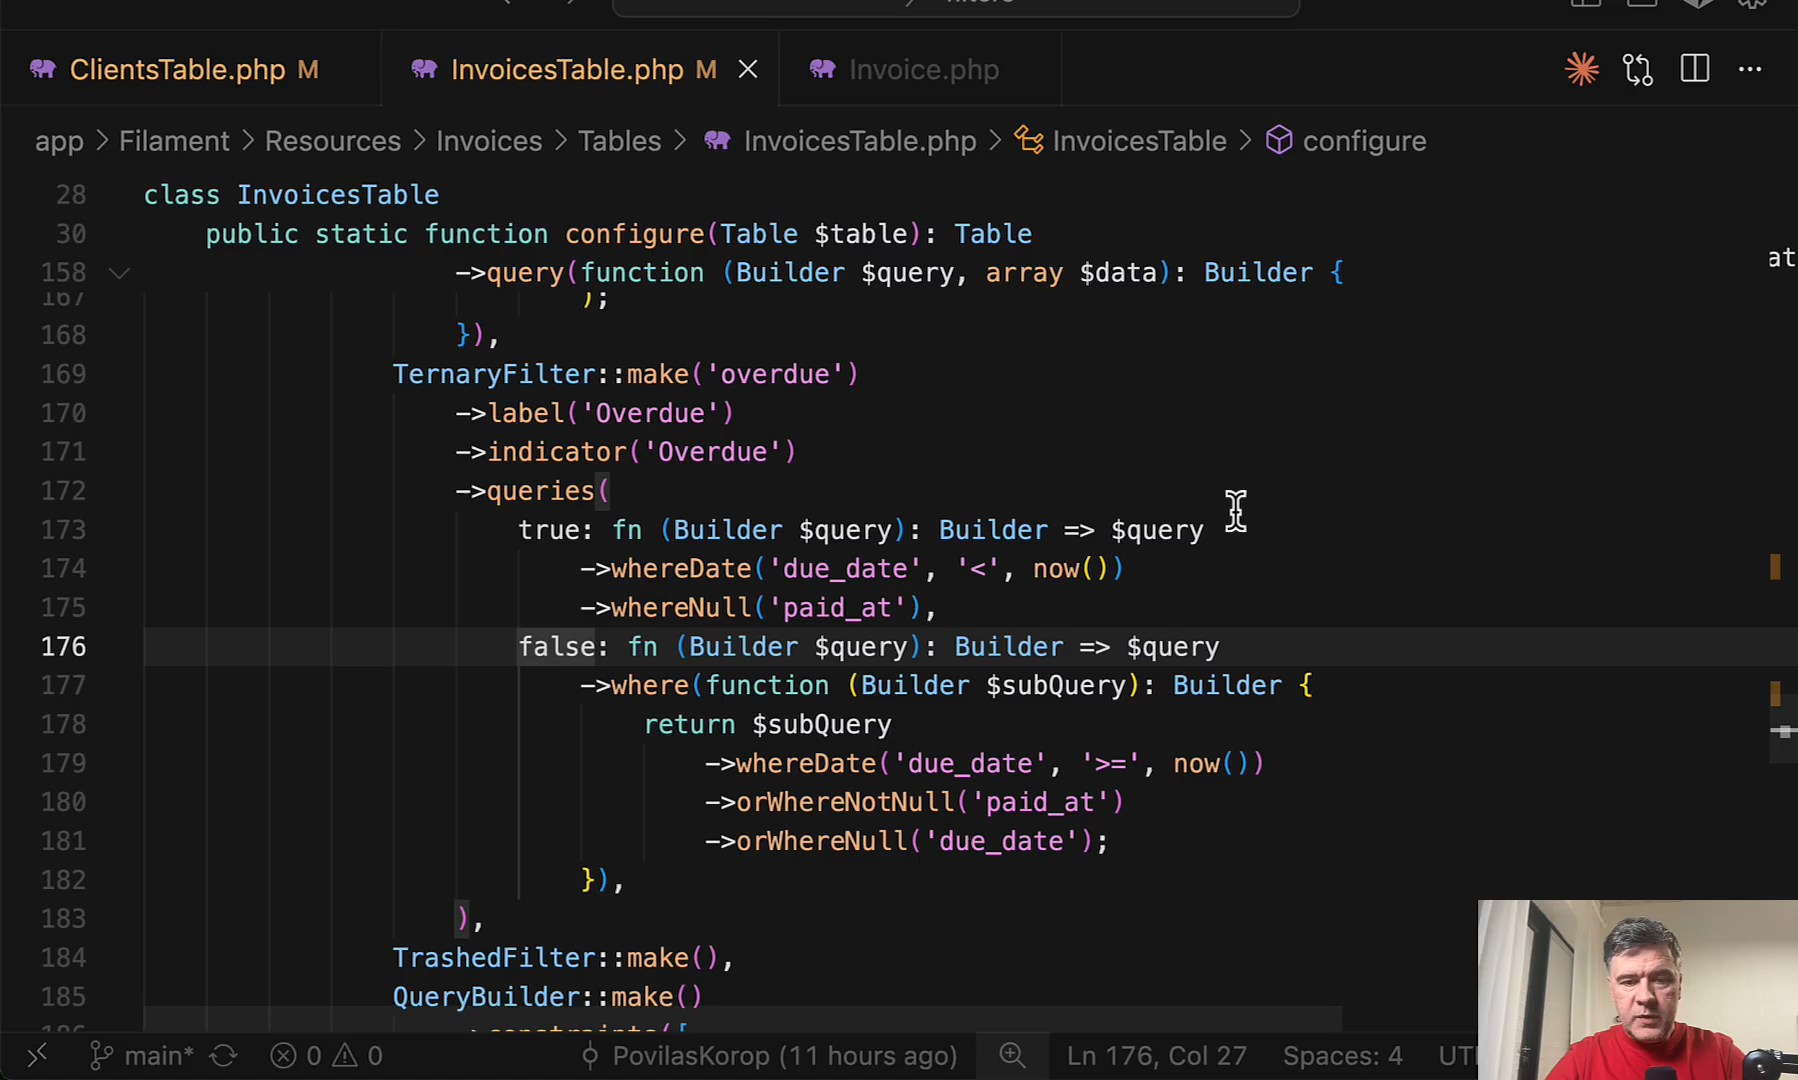 ClientsTable.php M
InvoicesTable.php M
Invoice.php
app > Filament > Resources > Invoices > Tables > InvoicesTable.php > InvoicesTable > configure
28 class InvoicesTable
30 public static function configure(Table $table): Table
158 ->query(function (Builder $query, array $data): Builder {
167 );
168 }),
169 TernaryFilter::make('overdue')
170 ->label('Overdue')
171 ->indicator('Overdue')
172 ->queries(
173 true: fn (Builder $query): Builder => $query
174 ->whereDate('due_date', '<', now())
175 ->whereNull('paid_at'),
176 false: fn (Builder $query): Builder => $query
177 ->where(function (Builder $subQuery): Builder {
178 return $subQuery
179 ->whereDate('due_date', '>=', now())
180 ->orWhereNotNull('paid_at')
181 ->orWhereNull('due_date');
182 }),
183 ),
184 TrashedFilter::make(),
185 QueryBuilder::make()
186 ->constraints([
at
main* 0 0 PovilasKorop (11 hours ago) Ln 176, Col 27 Spaces: 4